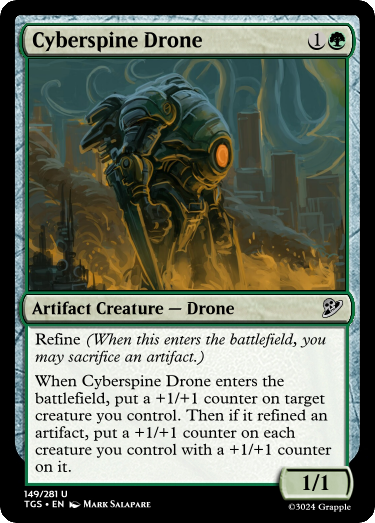 Cyberspine Drone 1
Artifact Creature — Drone
Refine (When this enters the battlefield, you
may sacrifice an artifact.)
When Cyberspine Drone enters the
battlefield, put a +1/+1 counter on target
creature you control. Then if it refined an
artifact, put a +1/+1 counter on each
creature you control with a +1/+1 counter
on it.
1/1
149/281 U
TGS • EN Mark Salapare
©3024 Grapple